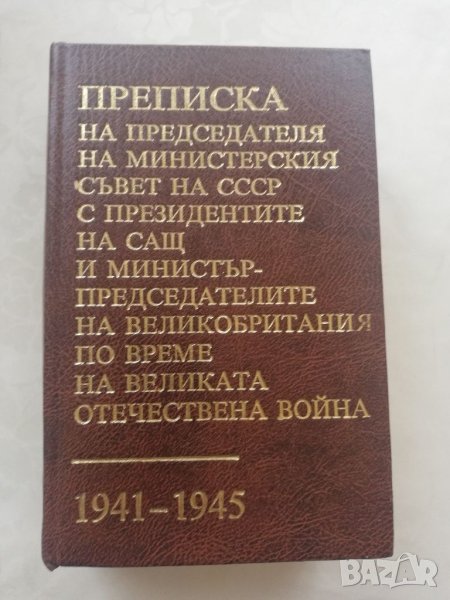 ПРЕПИСКА
НА ПРЕДСЕДАТЕЛЯ
НА МИНИСТЕРСКИЯ
СЪВЕТ НА СССР
С ПРЕЗИДЕНТИТЕ
НА САЩ
И МИНИСТЪР-
ПРЕДСЕДАТЕЛИТЕ
НА ВЕЛИКОБРИТАНИЯ
ПО ВРЕМЕ
НА ВЕЛИКАТА
ОТЕЧЕСТВЕНА ВОЙНА
1941–1945
BAZAR